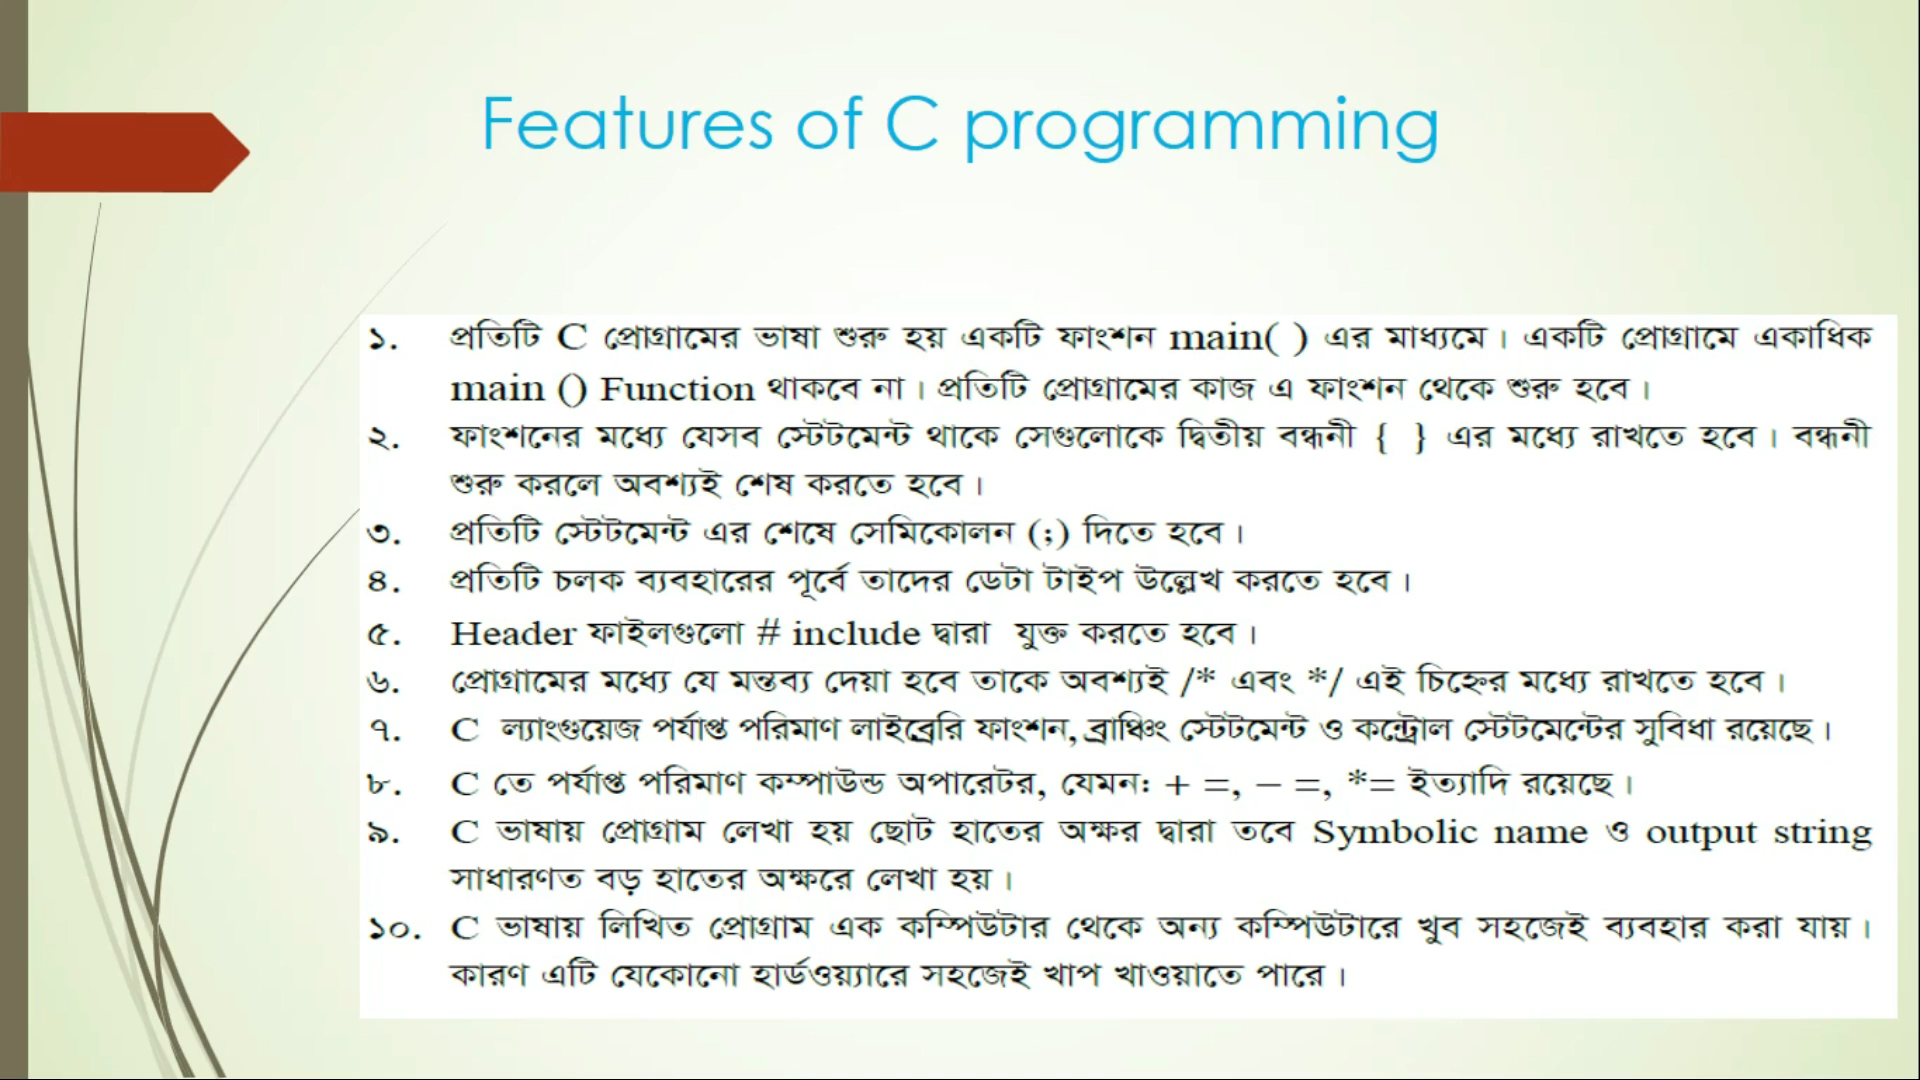 Features of C programming
১. প্রতিটি C প্রোগ্রামের ভাষা শুরু হয় একটি ফাংশন main( ) এর মাধ্যমে। একটি প্রোগ্রামে একাধিক
main () Function থাকবে না। প্রতিটি প্রোগ্রামের কাজ এ ফাংশন থেকে শুরু হবে।
২. ফাংশনের মধ্যে যেসব স্টেটমেন্ট থাকে সেগুলোকে দ্বিতীয় বন্ধনী { } এর মধ্যে রাখতে হবে। বন্ধনী
শুরু করলে অবশ্যই শেষ করতে হবে।
৩. প্রতিটি স্টেটমেন্ট এর শেষে সেমিকোলন (;) দিতে হবে।
৪. প্রতিটি চলক ব্যবহারের পূর্বে তাদের ডেটা টাইপ উল্লেখ করতে হবে।
৫. Header ফাইলগুলো # include দ্বারা যুক্ত করতে হবে।
৬. প্রোগ্রামের মধ্যে যে মন্তব্য দেয়া হবে তাকে অবশ্যই /* এবং */ এই চিহ্নের মধ্যে রাখতে হবে।
৭. C ল্যাংগুয়েজ পর্যাপ্ত পরিমাণ লাইব্রেরি ফাংশন, ব্রাঞ্চিং স্টেটমেন্ট ও কন্ট্রোল স্টেটমেন্টের সুবিধা রয়েছে।
৮. C তে পর্যাপ্ত পরিমাণ কম্পাউন্ড অপারেটর, যেমনঃ + =, – =, *= ইত্যাদি রয়েছে।
৯. C ভাষায় প্রোগ্রাম লেখা হয় ছোট হাতের অক্ষর দ্বারা তবে Symbolic name ও output string
সাধারণত বড় হাতের অক্ষরে লেখা হয়।
১০. C ভাষায় লিখিত প্রোগ্রাম এক কম্পিউটার থেকে অন্য কম্পিউটারে খুব সহজেই ব্যবহার করা যায়।
কারণ এটি যেকোনো হার্ডওয়্যারে সহজেই খাপ খাওয়াতে পারে।